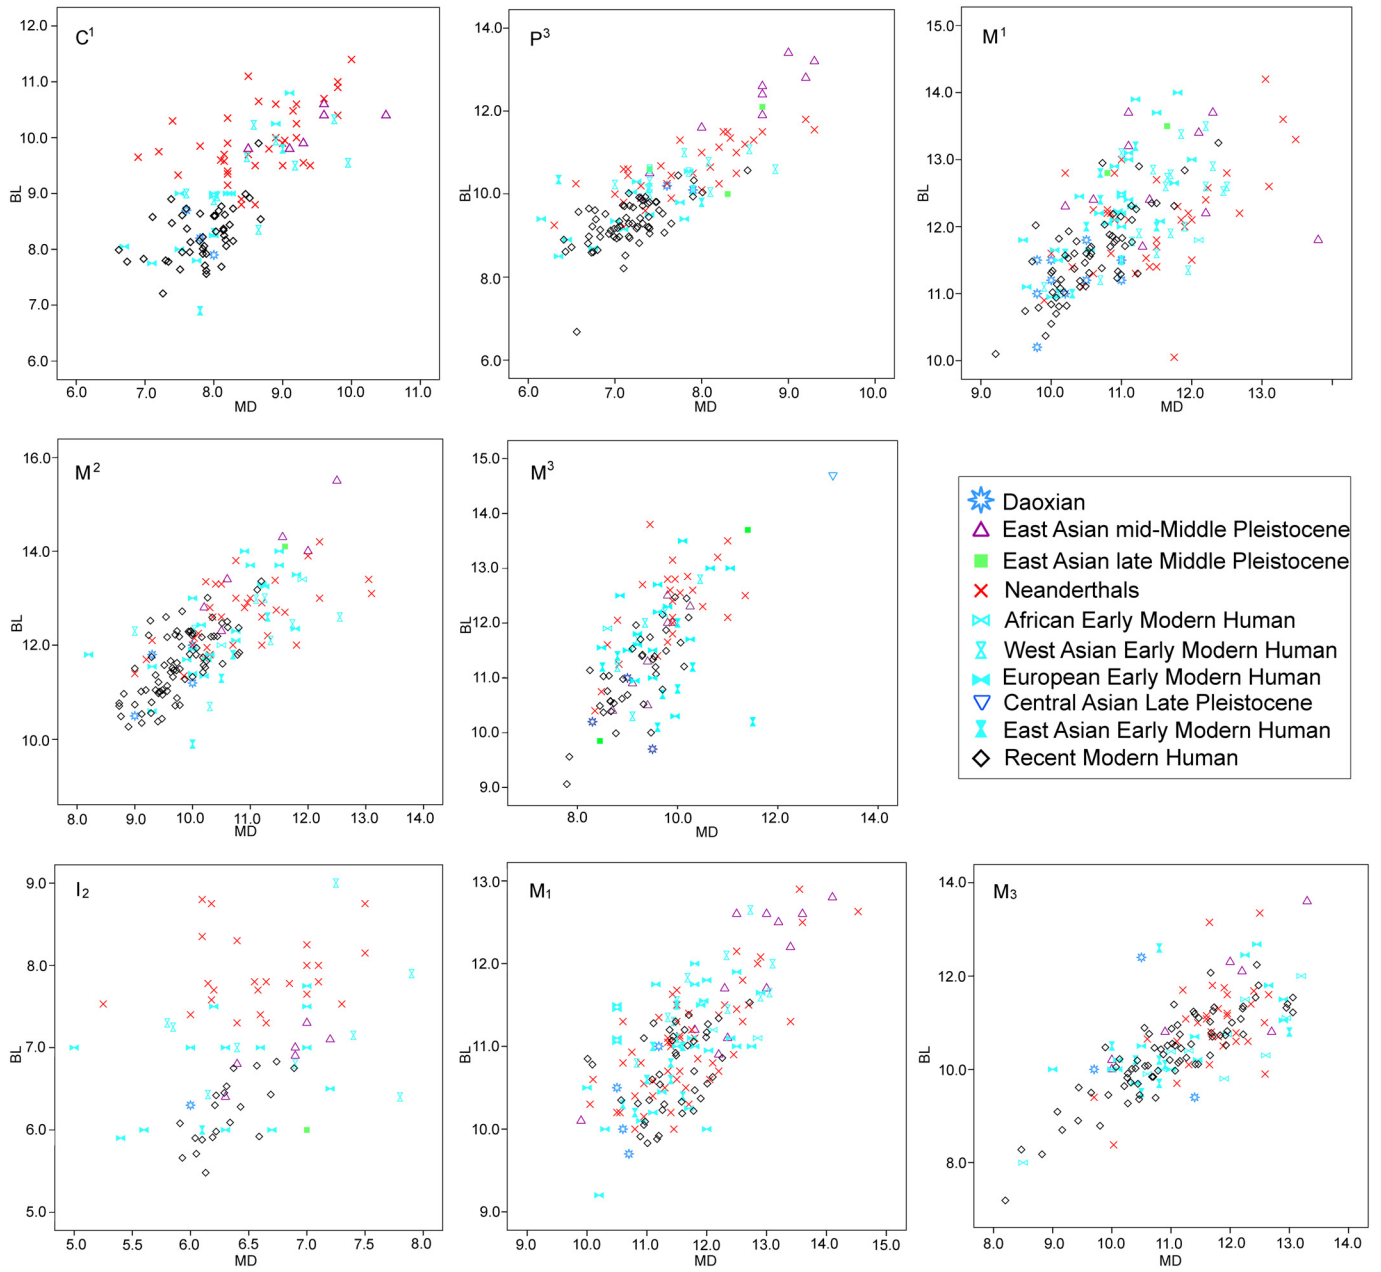 C¹
BL
12.0
11.0
10.0
9.0
8.0
7.0
6.0
6.0 7.0 8.0 9.0 10.0 11.0
MD
P³
BL
14.0
12.0
10.0
8.0
6.0
6.0 7.0 8.0 9.0 10.0
MD
M¹
BL
15.0
14.0
13.0
12.0
11.0
10.0
9.0 10.0 11.0 12.0 13.0
MD
M²
BL
16.0
14.0
12.0
10.0
8.0 9.0 10.0 11.0 12.0 13.0 14.0
MD
M³
BL
15.0
14.0
13.0
12.0
11.0
10.0
9.0
8.0 10.0 12.0 14.0
MD
Daoxian
East Asian mid-Middle Pleistocene
East Asian late Middle Pleistocene
Neanderthals
African Early Modern Human
West Asian Early Modern Human
European Early Modern Human
Central Asian Late Pleistocene
East Asian Early Modern Human
Recent Modern Human
I₂
BL
9.0
8.0
7.0
6.0
5.0
5.0 5.5 6.0 6.5 7.0 7.5 8.0
MD
M₁
BL
13.0
12.0
11.0
10.0
9.0
9.0 10.0 11.0 12.0 13.0 14.0 15.0
MD
M₃
BL
14.0
12.0
10.0
8.0
8.0 9.0 10.0 11.0 12.0 13.0 14.0
MD